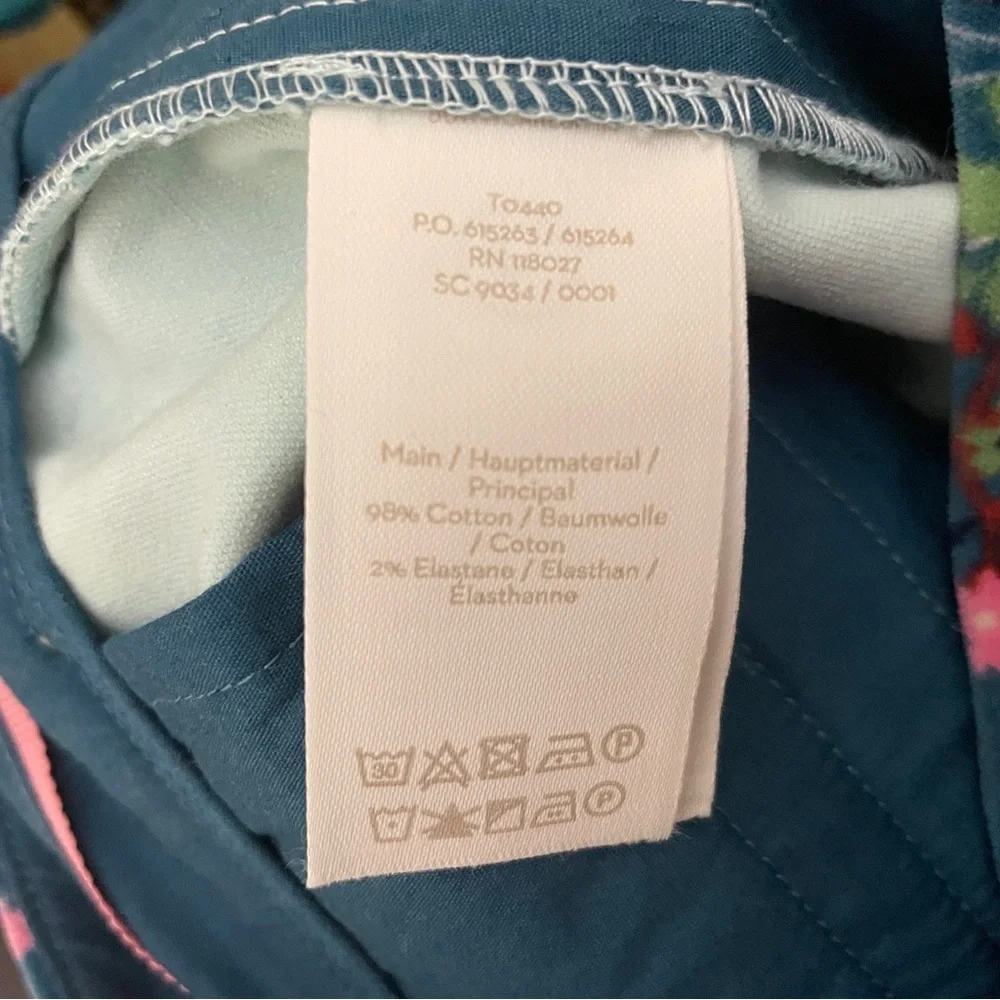 T0440
P.O. 615263 / 615264
RN 118027
SC 9034 / 0001
Main / Hauptmaterial /
Principal
98% Cotton / Baumwolle
/ Coton
2% Elastane / Elasthan /
Élasthanne
30
P
P